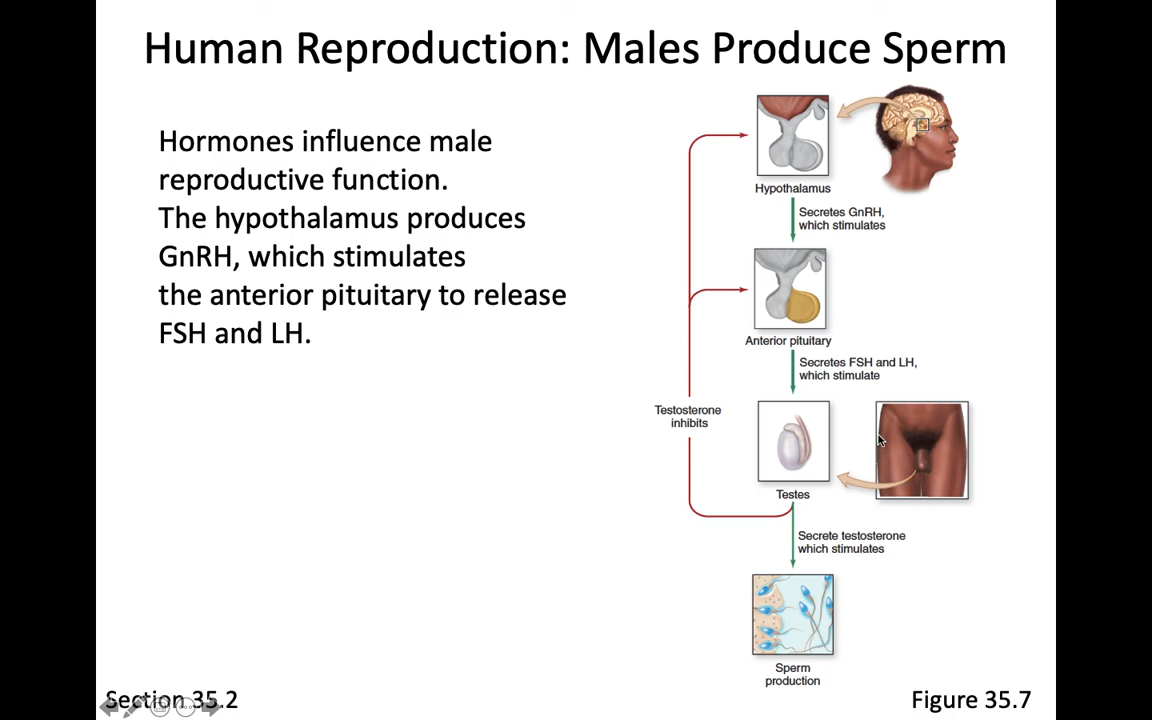 Human Reproduction: Males Produce Sperm
Hormones influence male
reproductive function.
The hypothalamus produces
GnRH, which stimulates
the anterior pituitary to release
FSH and LH.
Hypothalamus
Secretes GnRH,
which stimulates
Anterior pituitary
Secretes FSH and LH,
which stimulate
Testosterone
inhibits
Testes
Secrete testosterone
which stimulates
Sperm
production
Section 35.2
Figure 35.7